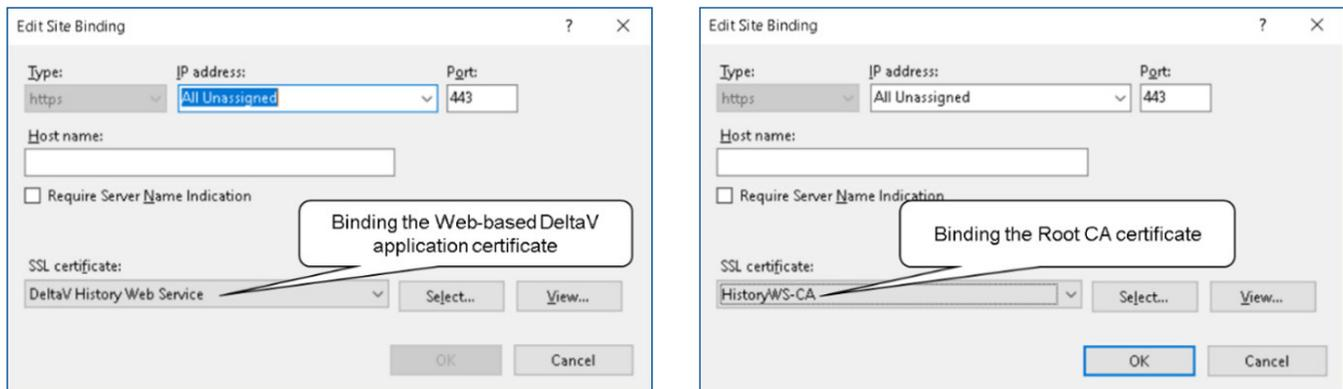 Edit Site Binding ? ×
Type: IP address: Port:
https All Unassigned 443
Host name:
Require Server Name Indication
Binding the Web-based DeltaV
application certificate
SSL certificate:
DeltaV History Web Service Select... View...
OK Cancel
Edit Site Binding ? ×
Type: IP address: Port:
https All Unassigned 443
Host name:
Require Server Name Indication
Binding the Root CA certificate
SSL certificate:
HistoryWS-CA Select... View...
OK Cancel